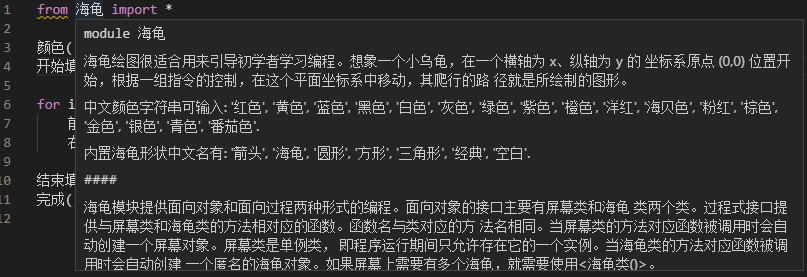 1 from 海龟 import *
module 海龟
2
3 颜色(
海龟绘图很适合用来引导初学者学习编程。想象一个小乌龟，在一个横轴为 x、纵轴为 y 的 坐标系原点 (0,0) 位置开
4 开始填
始，根据一组指令的控制，在这个平面坐标系中移动，其爬行的路 径就是所绘制的图形。
5
6 for i
中文颜色字符串可输入: '红色', '黄色', '蓝色', '黑色', '白色', '灰色', '绿色', '紫色', '橙色', '洋红', '海贝色', '粉红', '棕色',
7 前
'金色', '银色', '青色', '番茄色'.
8 右
内置海龟形状中文名有: '箭头', '海龟', '圆形', '方形', '三角形', '经典', '空白'.
9
####
10 结束填
11 完成(
海龟模块提供面向对象和面向过程两种形式的编程。面向对象的接口主要有屏幕类和海龟 类两个类。过程式接口提
12
供与屏幕类和海龟类的方法相对应的函数。函数名与类对应的方 法名相同。当屏幕类的方法对应函数被调用时会自
动创建一个屏幕对象。屏幕类是单例类， 即程序运行期间只允许存在它的一个实例。当海龟类的方法对应函数被调
用时会自动创建 一个匿名的海龟对象。如果屏幕上需要有多个海龟，就需要使用<海龟类()>。